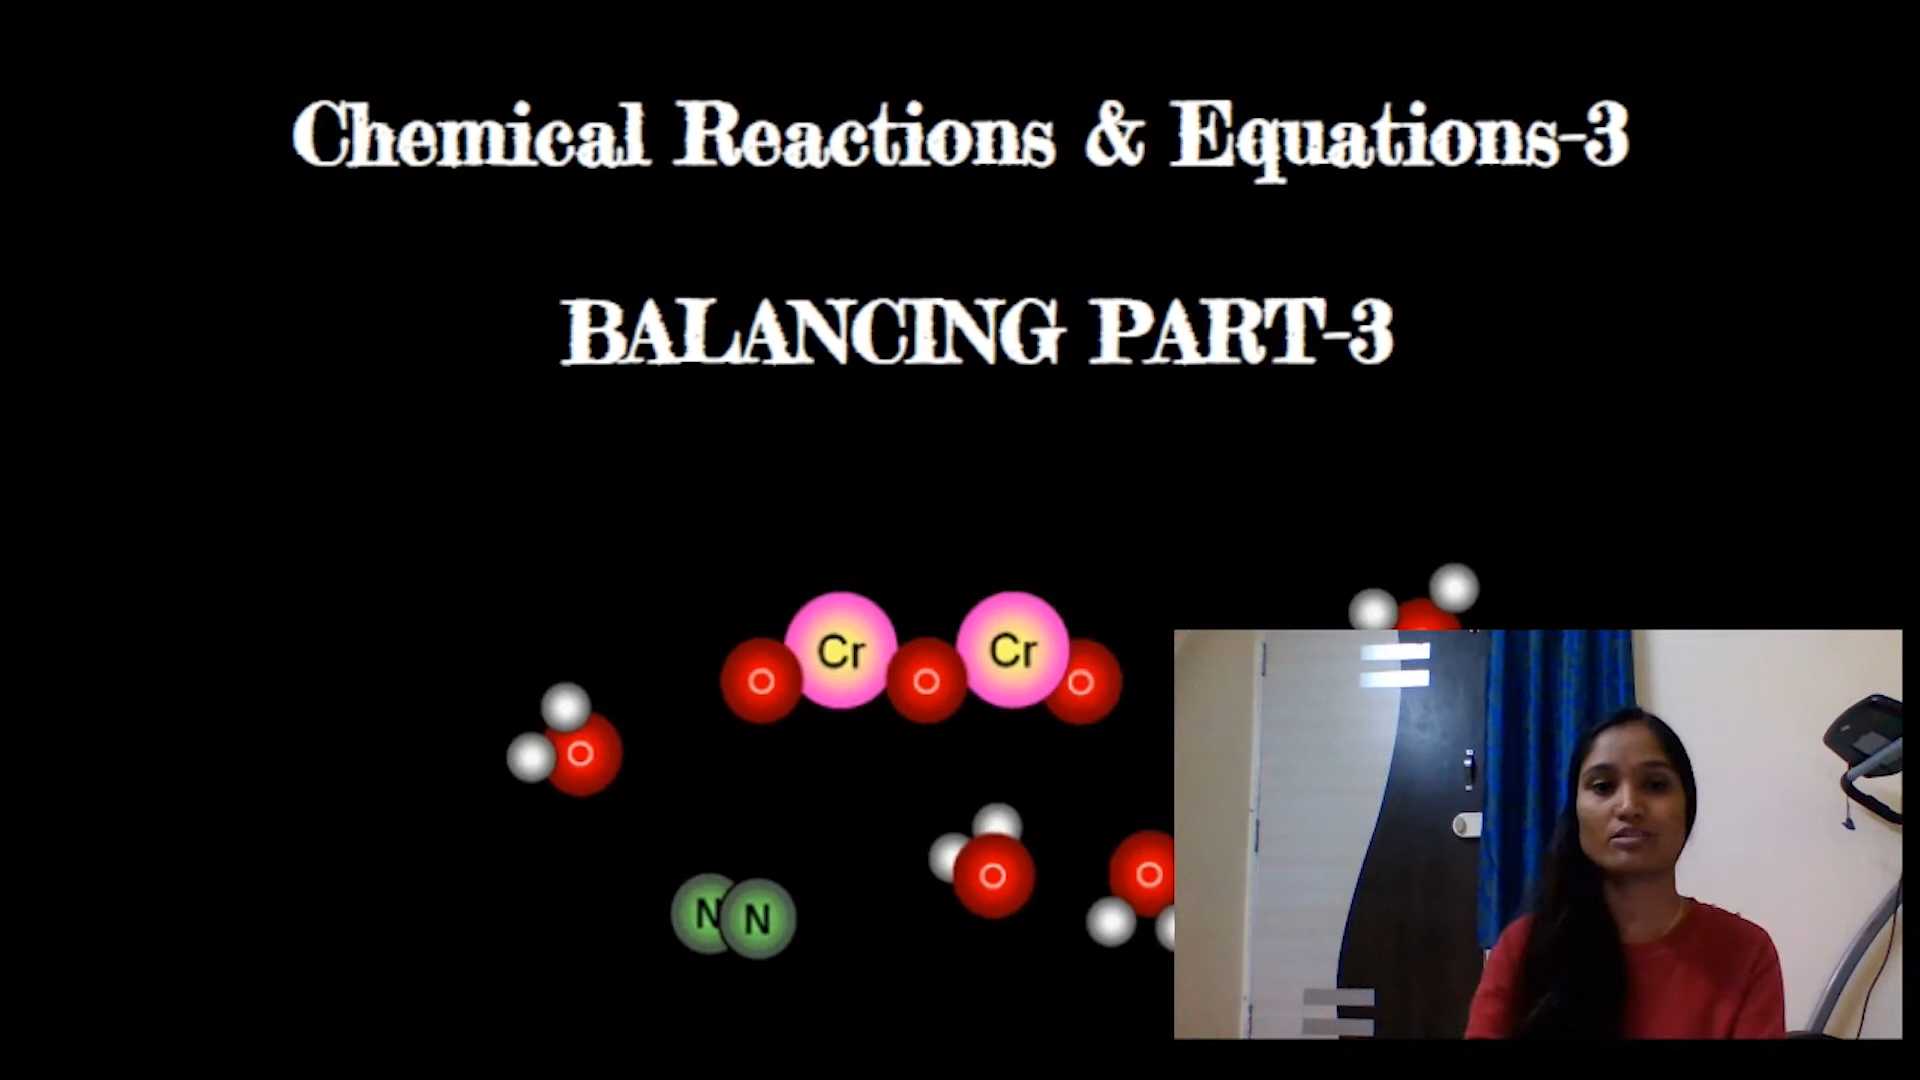 Chemical Reactions & Equations-3
BALANCING PART-3
Cr Cr
O O O
O
O O
N N